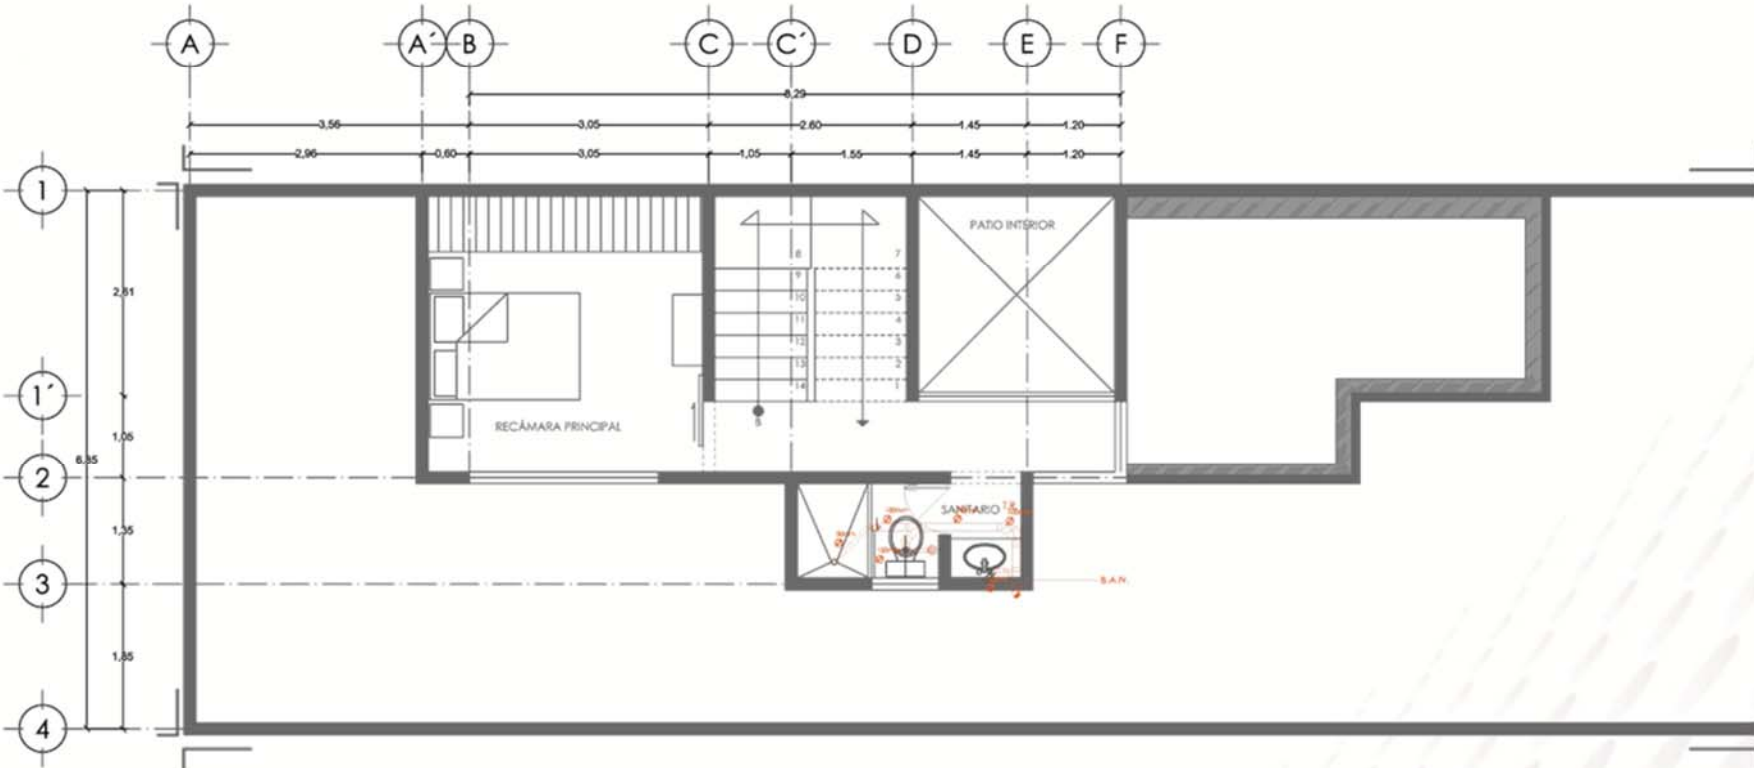 A A´ B C C´ D E F
8,29
3,56 3,05 2.60 1.45 1.20
2,96 0,60 3,05 1,05 1.55 1.45 1.20
1
PATIO INTERIOR
8 7
9 6
2,61
10 5
11 4
12 3
13 2
14 1
1´
S
RECÁMARA PRINCIPAL
1,05
6.85
2
SANITARIO
1,35
3
B.A.N.
1,85
4